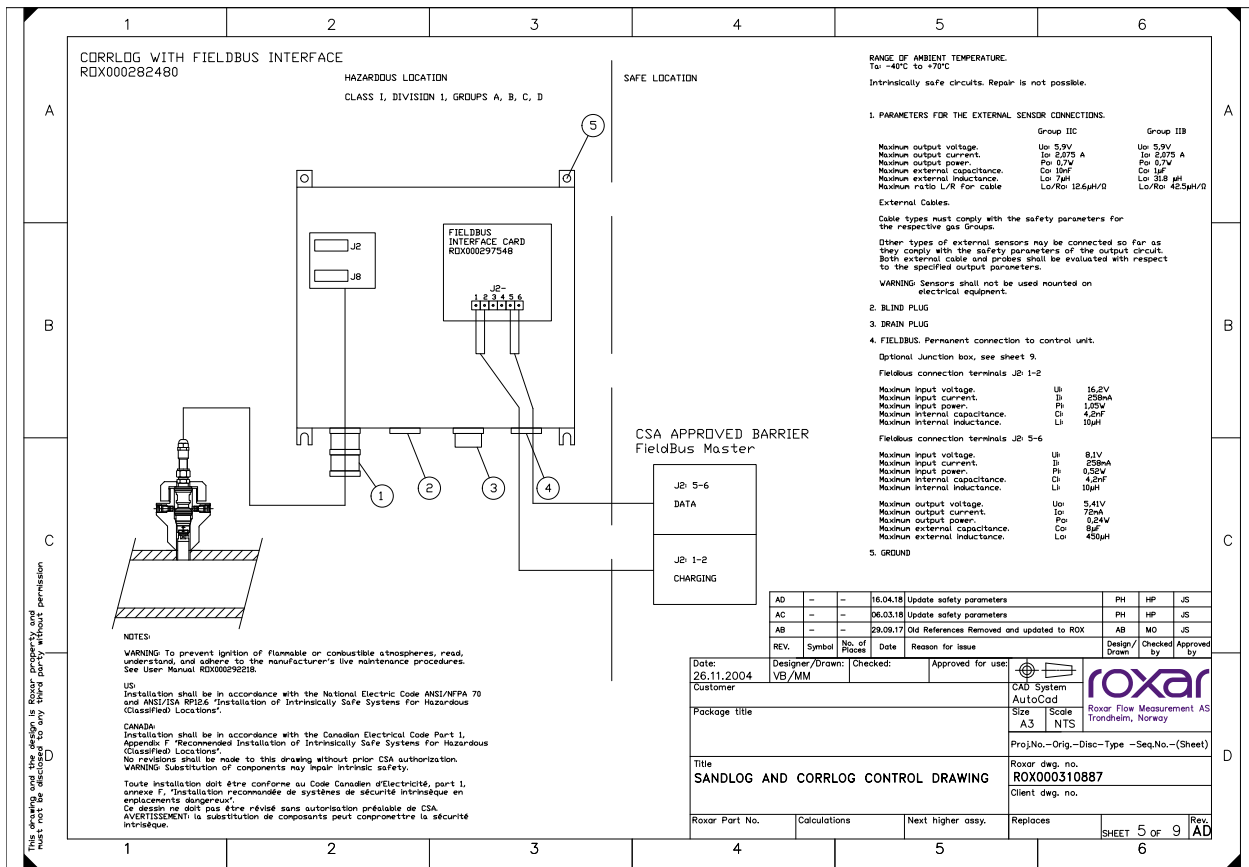 1 2 3 4 5 6
CORRLOG WITH FIELDBUS INTERFACE
ROX000282480
HAZARDOUS LOCATION
CLASS I, DIVISION 1, GROUPS A, B, C, D
SAFE LOCATION
A
B
C
D
5
J2
J8
FIELDBUS
INTERFACE CARD
ROX000297548
J2-
1 2 3 4 5 6
1
2
3
4
CSA APPROVED BARRIER
FieldBus Master
J2: 5-6
DATA
J2: 1-2
CHARGING
RANGE OF AMBIENT TEMPERATURE.
Ta: -40°C to +70°C
Intrinsically safe circuits. Repair is not possible.
1. PARAMETERS FOR THE EXTERNAL SENSOR CONNECTIONS.
Group IIC Group IIB
Maximum output voltage. Uo: 5,9V Uo: 5,9V
Maximum output current. Io: 2,075 A Io: 2,075 A
Maximum output power. Po: 0,7W Po: 0,7W
Maximum external capacitance. Co: 10nF Co: 1µF
Maximum external inductance. Lo: 7µH Lo: 31.8 µH
Maximum ratio L/R for cable Lo/Ro: 12.6µH/Ω Lo/Ro: 42.5µH/Ω
External Cables.
Cable types must comply with the safety parameters for
the respective gas Groups.
Other types of external sensors may be connected so far as
they comply with the safety parameters of the output circuit.
Both external cable and probes shall be evaluated with respect
to the specified output parameters.
WARNING: Sensors shall not be used mounted on
electrical equipment.
2. BLIND PLUG
3. DRAIN PLUG
4. FIELDBUS. Permanent connection to control unit.
Optional Junction box, see sheet 9.
Fieldbus connection terminals J2: 1-2
Maximum input voltage. Ui: 16,2V
Maximum input current. Ii: 258mA
Maximum input power. Pi: 1,05W
Maximum internal capacitance. Ci: 4,2nF
Maximum internal inductance. Li: 10µH
Fieldbus connection terminals J2: 5-6
Maximum input voltage. Ui: 8,1V
Maximum input current. Ii: 258mA
Maximum input power. Pi: 0,52W
Maximum internal capacitance. Ci: 4,2nF
Maximum internal inductance. Li: 10µH
Maximum output voltage. Uo: 5,41V
Maximum output current. Io: 72mA
Maximum output power. Po: 0,24W
Maximum external capacitance. Co: 8µF
Maximum external inductance. Lo: 450µH
5. GROUND
A
B
C
D
This drawing and the design is Roxar property and
must not be disclosed to any third party without permission
NOTES:
WARNING: To prevent ignition of flammable or combustible atmospheres, read,
understand, and adhere to the manufacturer's live maintenance procedures.
See User Manual ROX000292218.
US:
Installation shall be in accordance with the National Electric Code ANSI/NFPA 70
and ANSI/ISA RP12.6 "Installation of Intrinsically Safe Systems for Hazardous
(Classified) Locations".
CANADA:
Installation shall be in accordance with the Canadian Electrical Code Part 1,
Appendix F "Recommended Installation of Intrinsically Safe Systems for Hazardous
(Classified) Locations".
No revisions shall be made to this drawing without prior CSA authorization.
WARNING: Substitution of components may impair intrinsic safety.
Toute installation doit être conforme au Code Canadien d'Electricité, part 1,
annexe F, "Installation recommandée de systèmes de sécurité intrinsèque en
enplacements dangereux".
Ce dessin ne doit pas être révisé sans autorisation préalable de CSA.
AVERTISSEMENT: la substitution de composants peut compromettre la sécurité
intrisèque.
AD – – 16.04.18 Update safety parameters PH HP JS
AC – – 06.03.18 Update safety parameters PH HP JS
AB – – 29.09.17 Old References Removed and updated to ROX AB MO JS
REV. Symbol No. of Places Date Reason for issue Design/ Drawn Checked by Approved by
Date: Designer/Drawn: Checked: Approved for use:
26.11.2004 VB/MM
Customer
CAD System
AutoCad
roxar
Roxar Flow Measurement AS
Trondheim, Norway
Package title
Size Scale
A3 NTS
Proj.No.–Orig.–Disc–Type –Seq.No.–(Sheet)
Title
SANDLOG AND CORRLOG CONTROL DRAWING
Roxar dwg. no.
ROX000310887
Client dwg. no.
Roxar Part No. Calculations Next higher assy. Replaces
SHEET 5 OF 9
Rev.
AD
1 2 3 4 5 6